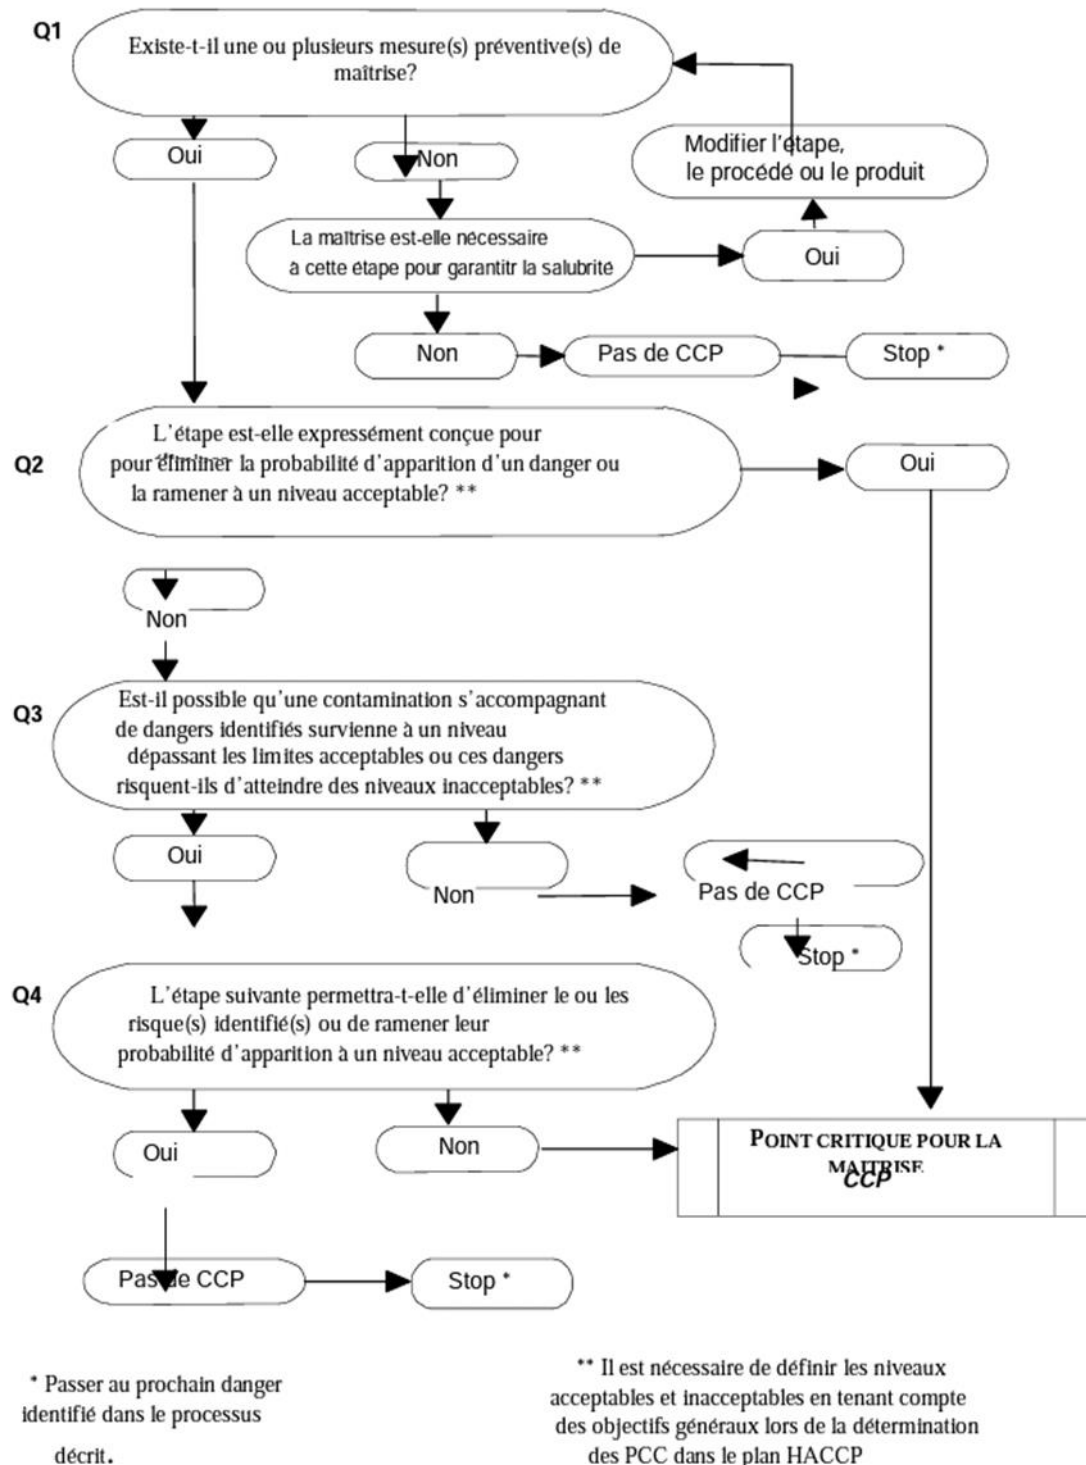 Q1
Existe-t-il une ou plusieurs mesure(s) préventive(s) de
maîtrise?
Oui
Non
Modifier l'étape,
le procédé ou le produit
La maîtrise est-elle nécessaire
à cette étape pour garantitr la salubrité
Oui
Non
Pas de CCP
Stop *
Q2
L'étape est-elle expressément conçue pour
pour éliminer la probabilité d'apparition d'un danger ou
la ramener à un niveau acceptable? **
Oui
Non
Q3
Est-il possible qu'une contamination s'accompagnant
de dangers identifiés survienne à un niveau
dépassant les limites acceptables ou ces dangers
risquent-ils d'atteindre des niveaux inacceptables? **
Oui
Non
Pas de CCP
Stop *
Q4
L'étape suivante permettra-t-elle d'éliminer le ou les
risque(s) identifié(s) ou de ramener leur
probabilité d'apparition à un niveau acceptable? **
Oui
Non
POINT CRITIQUE POUR LA
MAITRISE
CCP
Pas de CCP
Stop *
* Passer au prochain danger
identifié dans le processus
décrit.
** Il est nécessaire de définir les niveaux
acceptables et inacceptables en tenant compte
des objectifs généraux lors de la détermination
des PCC dans le plan HACCP